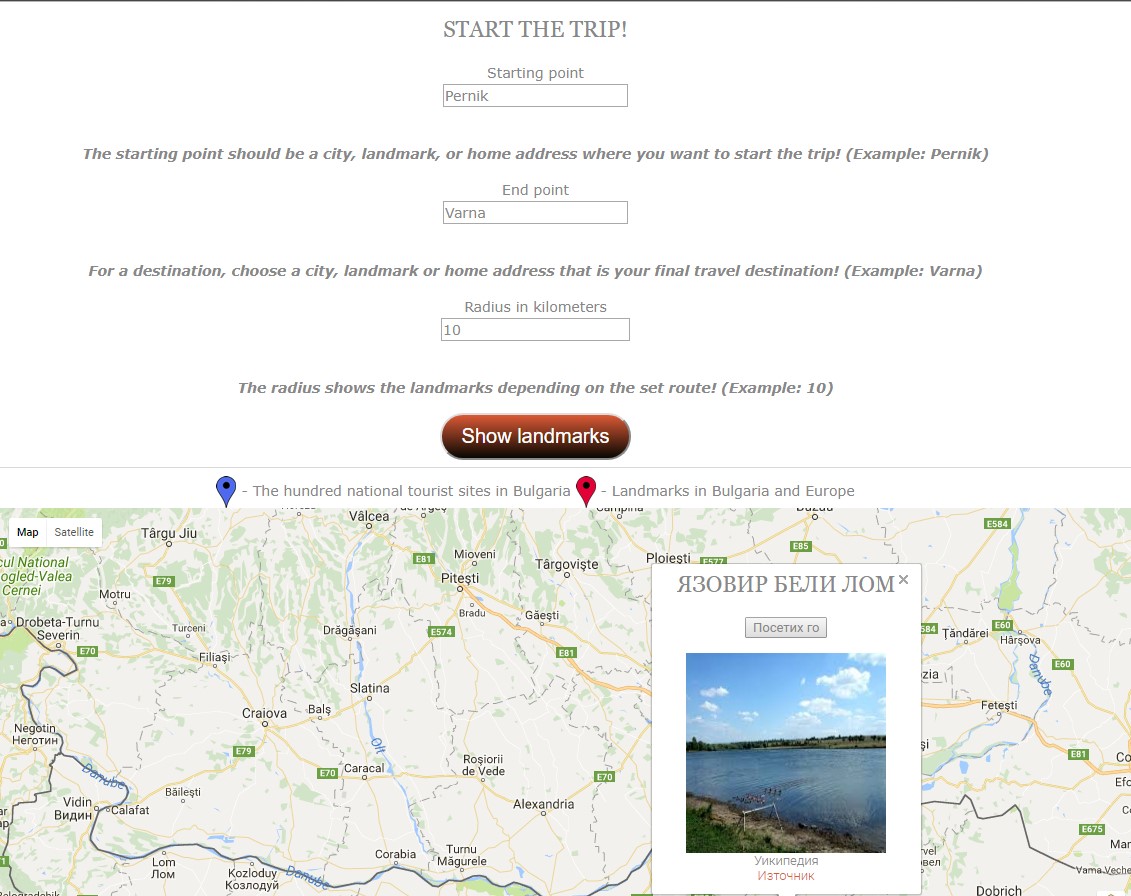 START THE TRIP!
Starting point
Pernik
The starting point should be a city, landmark, or home address where you want to start the trip! (Example: Pernik)
End point
Varna
For a destination, choose a city, landmark or home address that is your final travel destination! (Example: Varna)
Radius in kilometers
10
The radius shows the landmarks depending on the set route! (Example: 10)
Show landmarks
- The hundred national tourist sites in Bulgaria - Landmarks in Bulgaria and Europe
Map Satellite
Târgu Jiu
Vâlcea
E584
E85
E81
Mioveni
Ploiești
E577
cul National
ogled-Valea
Cernei
E79
Pitești
Târgoviște
Motru
Bradu
Găești
Drobeta-Turnu
Severin
Turceni
Drăgășani
E574
E70
Filiași
E81
ЯЗОВИР БЕЛИ ЛОМ ×
Посетих го
Уикипедия
Източник
584
Țăndărei
E60
Hârșova
E60
Danube
Slatina
Fetești
Craiova
Balș
Negotin
Неготин
E79
Olt
Roșiorii
de Vede
E81
Danube
E70
Caracal
E70
Vidin
Видин
Calafat
Băilești
Alexandria
E675
Corabia
Turnu
Măgurele
Lom
Лом
Kozloduy
Козлодуй
Danube
Dobrich
Vama.Veche